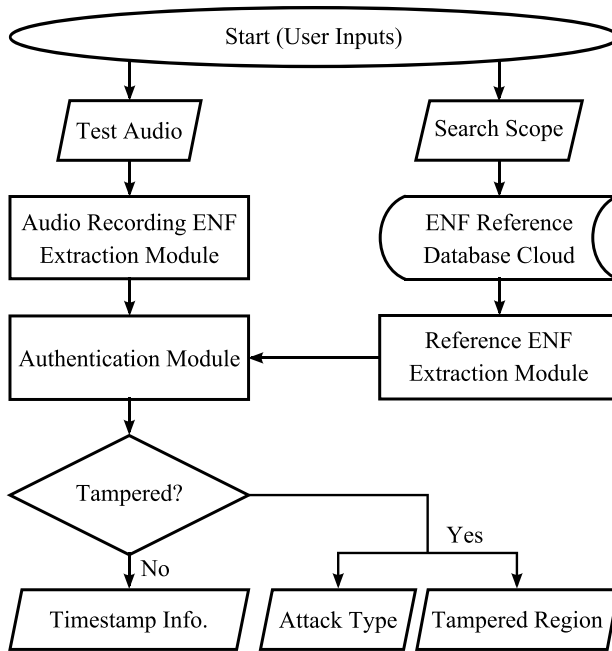 Start (User Inputs)
Test Audio
Search Scope
Audio Recording ENF
Extraction Module
ENF Reference
Database Cloud
Authentication Module
Reference ENF
Extraction Module
Tampered?
Yes
No
Timestamp Info.
Attack Type
Tampered Region